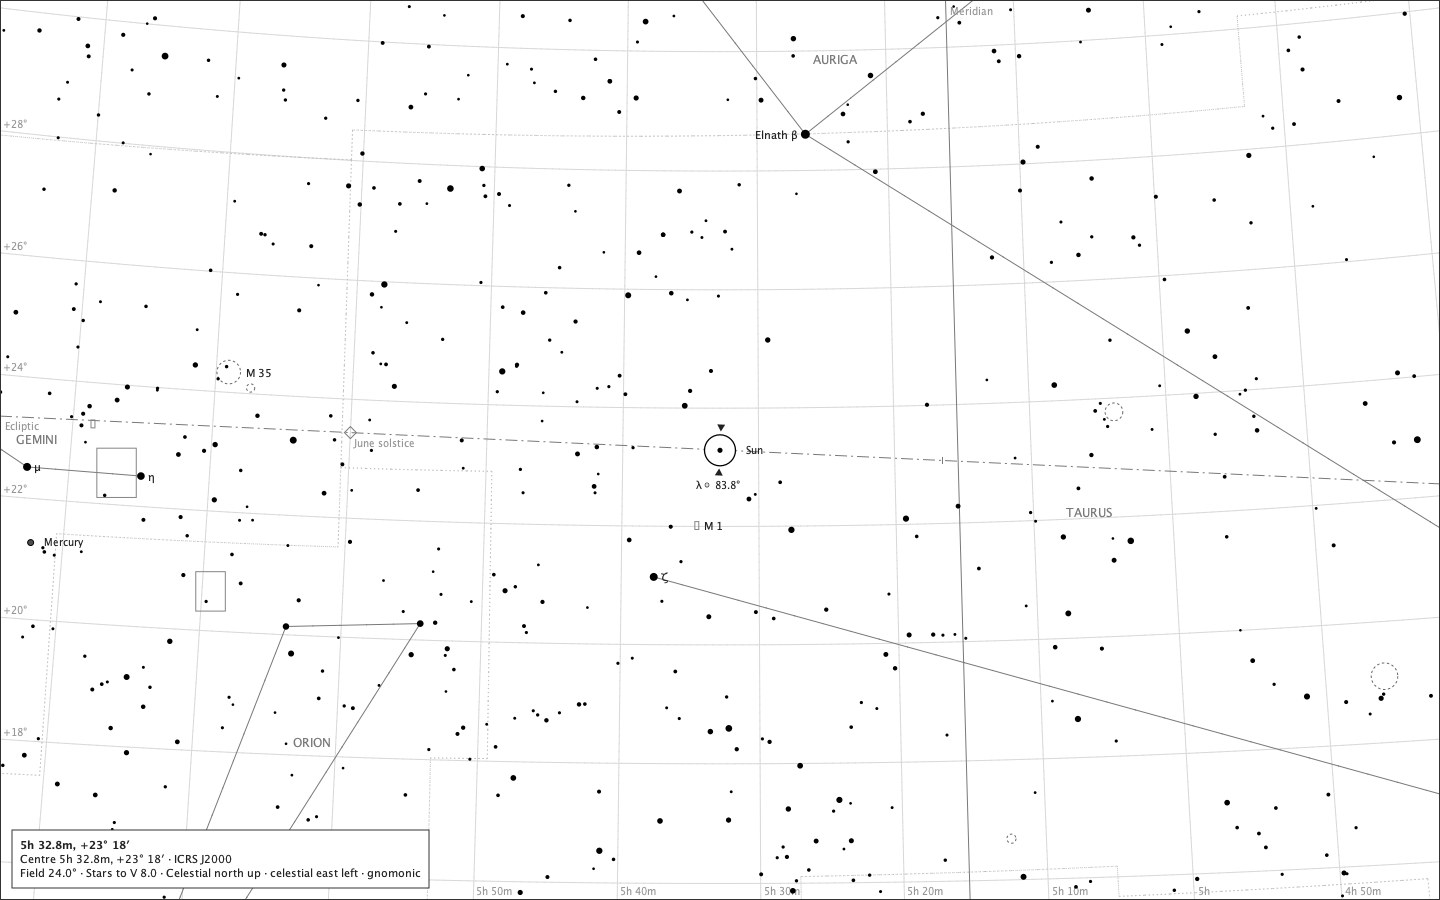 Meridian
AURIGA
+28°
Elnath β
+26°
+24°
M 35
Ecliptic
GEMINI
June solstice
Sun
μ
η
λ☉ 83.8°
+22°
M 1
TAURUS
Mercury
ζ
+20°
+18°
ORION
5h 32.8m, +23° 18′
Centre 5h 32.8m, +23° 18′ · ICRS J2000
Field 24.0° · Stars to V 8.0 · Celestial north up · celestial east left · gnomonic
5h 50m
5h 40m
5h 30m
5h 20m
5h 10m
5h
4h 50m